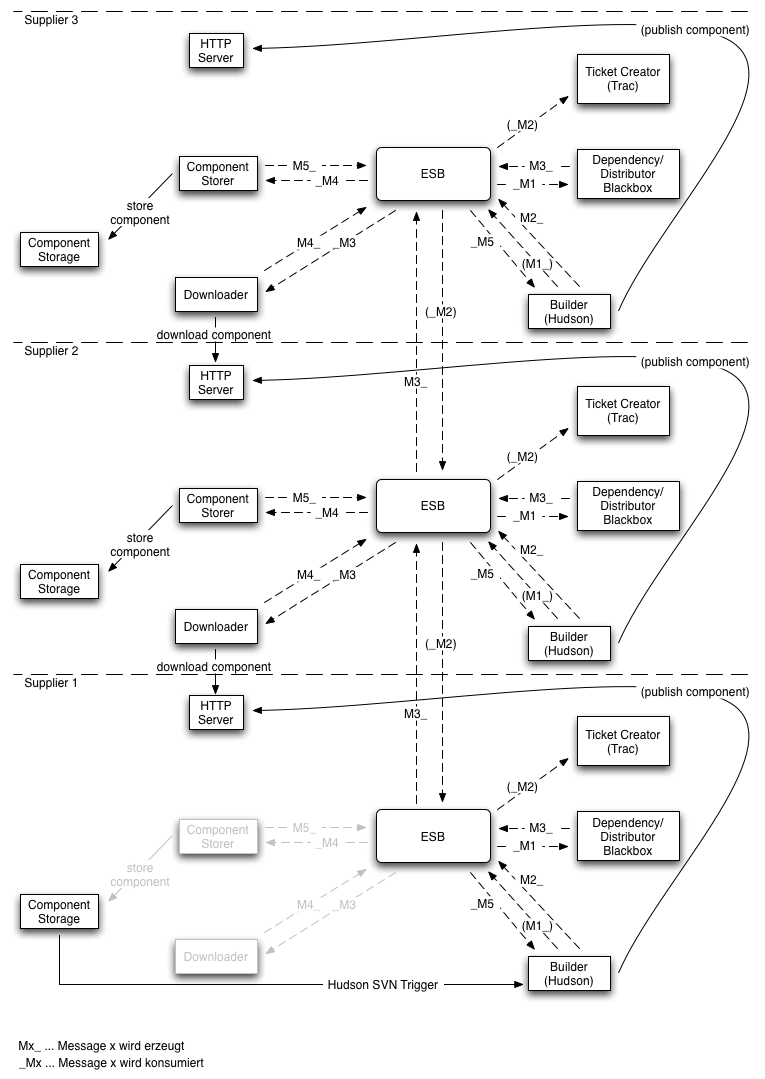 Supplier 3
(publish component)
HTTP
Server
Ticket Creator
(Trac)
(_M2)
Component
Storer
M5_
_M4
ESB
M3_
_M1
Dependency/
Distributor
Blackbox
store
component
M2_
M4_
_M3
_M5
(M1_)
Component
Storage
Downloader
Builder
(Hudson)
(_M2)
download component
Supplier 2
(publish component)
HTTP
Server
M3_
Ticket Creator
(Trac)
(_M2)
Component
Storer
M5_
_M4
ESB
M3_
_M1
Dependency/
Distributor
Blackbox
store
component
M2_
M4_
_M3
_M5
(M1_)
Component
Storage
Downloader
Builder
(Hudson)
(_M2)
download component
Supplier 1
(publish component)
HTTP
Server
M3_
Ticket Creator
(Trac)
(_M2)
Component
Storer
M5_
_M4
ESB
M3_
_M1
Dependency/
Distributor
Blackbox
store
component
M2_
M4_
_M3
_M5
(M1_)
Component
Storage
Downloader
Builder
(Hudson)
Hudson SVN Trigger
Mx_ ... Message x wird erzeugt
_Mx ... Message x wird konsumiert